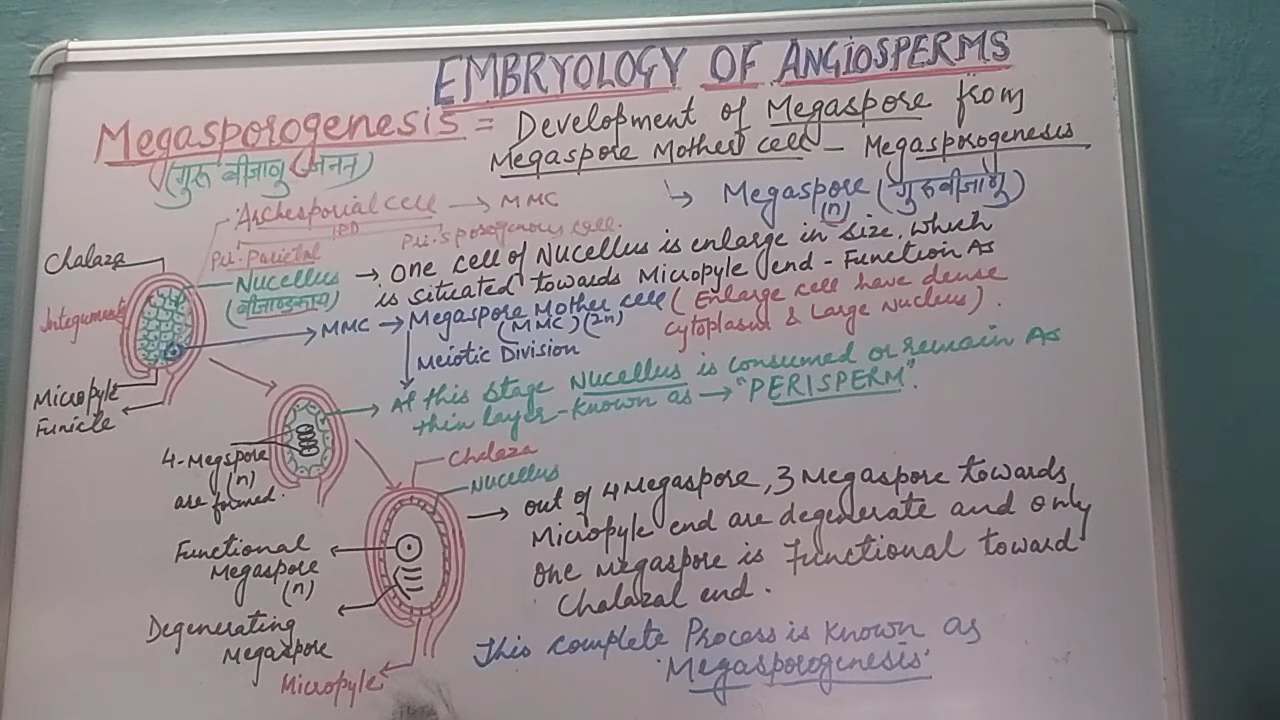 EMBRYOLOGY OF ANGIOSPERMS
Megasporogenesis = Development of Megaspore from
Megaspore Mother cell - Megasporogenesis
(गुरू बीजाणु जनन)
↳ Megaspore (गुरूबीजाणु)
(n)
Archesporial cell → MMC
IPD
Pri. Parietal
Pri. sporogenous cell.
Chalaza
Nucellus → One cell of Nucellus is enlarge in size, which
(बीजाण्डकाय)
is situated towards Micropyle end - Function As
Integuments
MMC → Megaspore Mother cell (Enlarge cell have dense
(MMC) (2n)
cytoplasm & Large Nucleus).
Meiotic Division
Micropyle
Funicle
At this stage Nucellus is consumed or remain As
thin layer - known as → "PERISPERM".
4-Megspore
(n)
are formed.
Chalaza
Nucellus
→ out of 4 Megaspore, 3 Megaspore towards
Micropyle end are degenerate and only
one Megaspore is Functional toward
Chalazal end.
Functional
Megaspore
(n)
Degenerating
Megaspore
Micropyle
This complete Process is known as
'Megasporogenesis'